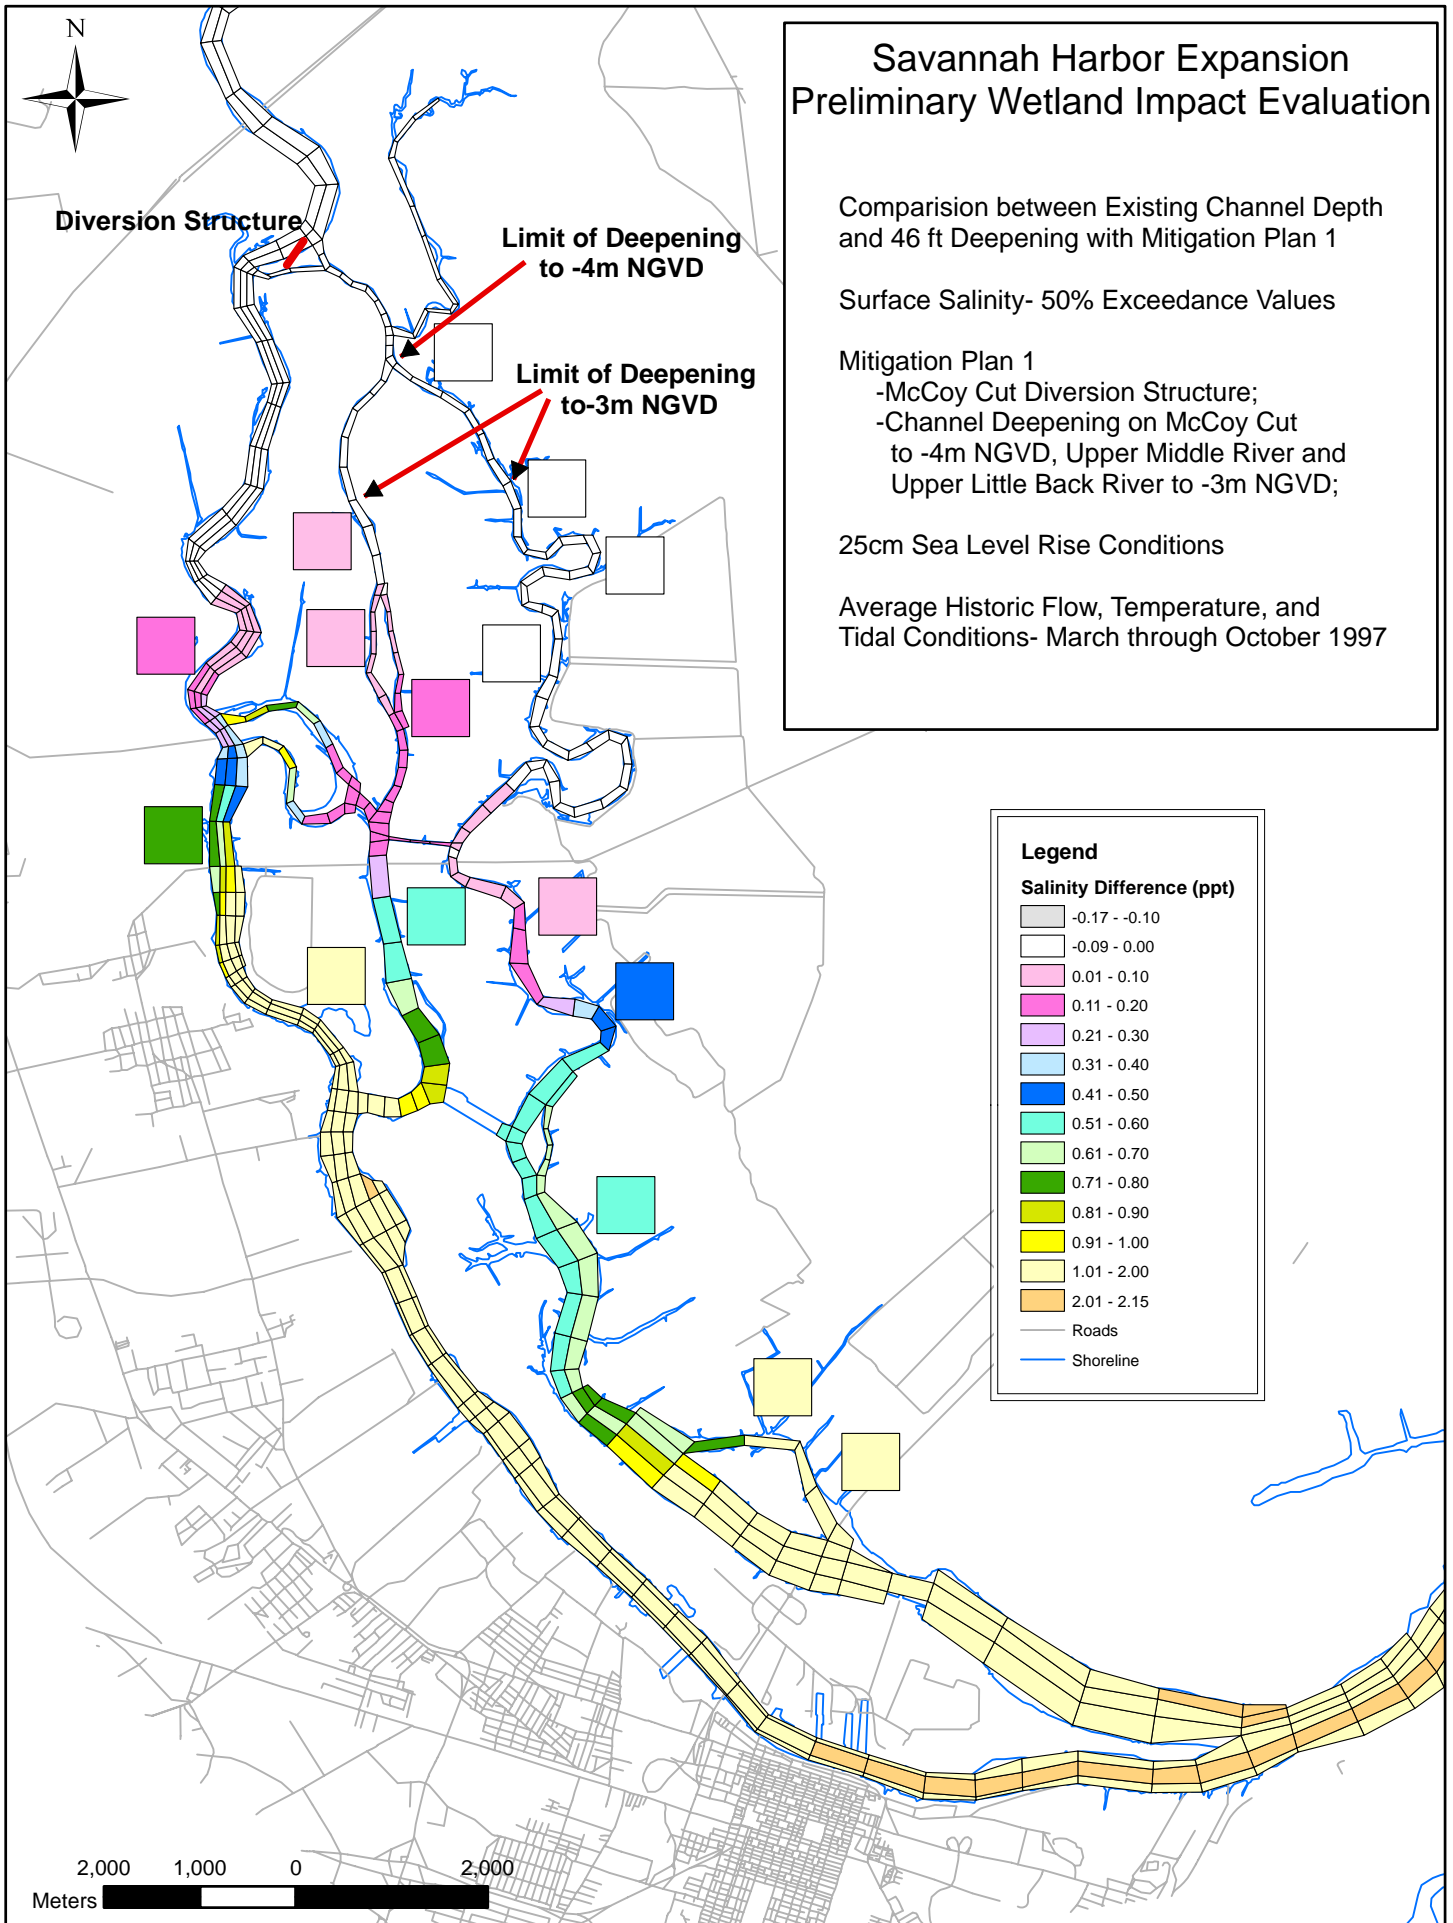 N
Savannah Harbor Expansion
Preliminary Wetland Impact Evaluation
Comparision between Existing Channel Depth
and 46 ft Deepening with Mitigation Plan 1
Surface Salinity- 50% Exceedance Values
Mitigation Plan 1
-McCoy Cut Diversion Structure;
-Channel Deepening on McCoy Cut
to -4m NGVD, Upper Middle River and
Upper Little Back River to -3m NGVD;
25cm Sea Level Rise Conditions
Average Historic Flow, Temperature, and
Tidal Conditions- March through October 1997
Diversion Structure
Limit of Deepening
to -4m NGVD
Limit of Deepening
to-3m NGVD
Legend
Salinity Difference (ppt)
-0.17 - -0.10
-0.09 - 0.00
0.01 - 0.10
0.11 - 0.20
0.21 - 0.30
0.31 - 0.40
0.41 - 0.50
0.51 - 0.60
0.61 - 0.70
0.71 - 0.80
0.81 - 0.90
0.91 - 1.00
1.01 - 2.00
2.01 - 2.15
Roads
Shoreline
2,000 1,000 0 2,000
Meters